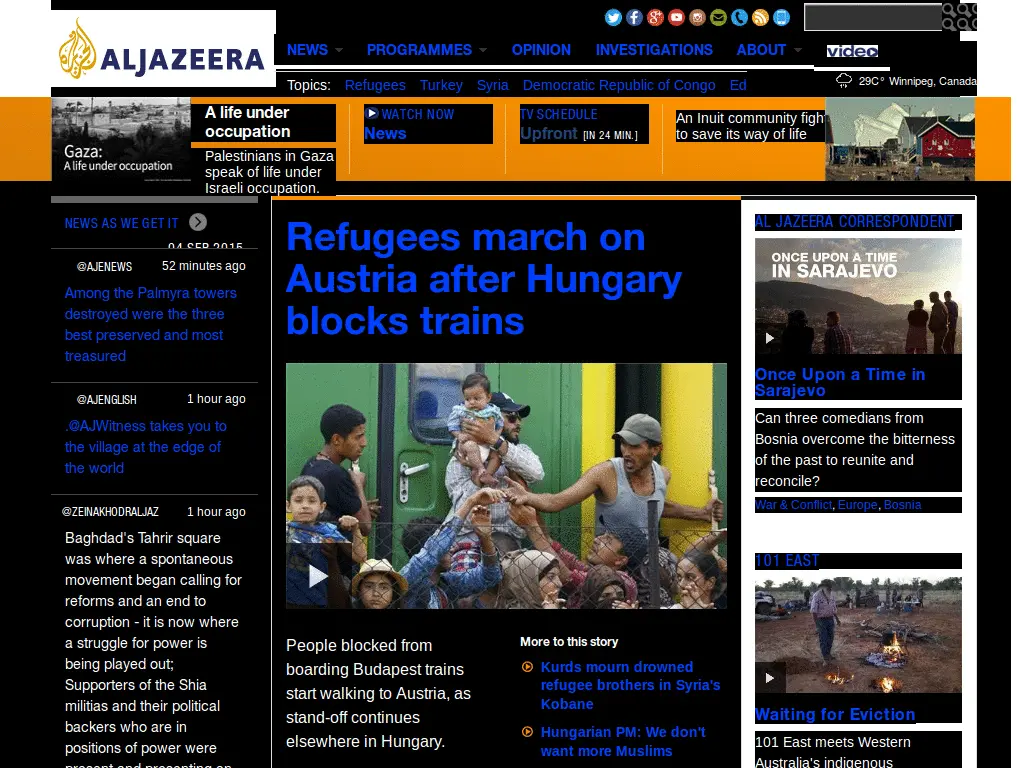 ALJAZEERA
NEWS
PROGRAMMES
OPINION
INVESTIGATIONS
ABOUT
video
Topics: Refugees Turkey Syria Democratic Republic of Congo Ed
29C° Winnipeg, Canada
Gaza:
A life under occupation
A life under
occupation
Palestinians in Gaza
speak of life under
Israeli occupation.
WATCH NOW
News
TV SCHEDULE
Upfront [IN 24 MIN.]
An Inuit community figh
to save its way of life
NEWS AS WE GET IT
04 SEP 2015
@AJENEWS 52 minutes ago
Among the Palmyra towers
destroyed were the three
best preserved and most
treasured
@AJENGLISH 1 hour ago
.@AJWitness takes you to
the village at the edge of
the world
@ZEINAKHODRALJAZ 1 hour ago
Baghdad's Tahrir square
was where a spontaneous
movement began calling for
reforms and an end to
corruption - it is now where
a struggle for power is
being played out;
Supporters of the Shia
militias and their political
backers who are in
positions of power were
present and presenting an
Refugees march on
Austria after Hungary
blocks trains
People blocked from
boarding Budapest trains
start walking to Austria, as
stand-off continues
elsewhere in Hungary.
More to this story
Kurds mourn drowned
refugee brothers in Syria's
Kobane
Hungarian PM: We don't
want more Muslims
AL JAZEERA CORRESPONDENT
ONCE UPON A TIME
IN SARAJEVO
Once Upon a Time in
Sarajevo
Can three comedians from
Bosnia overcome the bitterness
of the past to reunite and
reconcile?
War & Conflict, Europe, Bosnia
101 EAST
Waiting for Eviction
101 East meets Western
Australia's indigenous